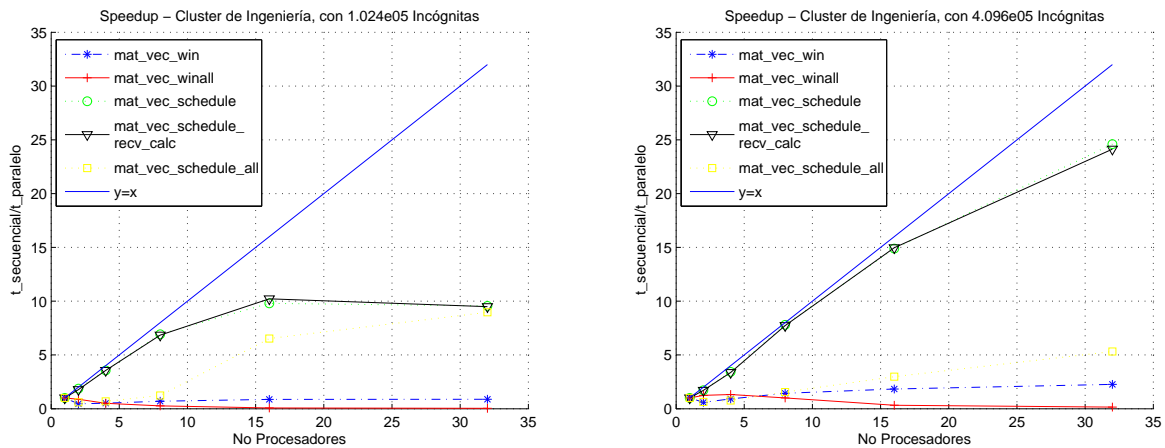 Speedup – Cluster de Ingeniería, con 1.024e05 Incógnitas
35
30
25
20
15
10
5
0
t_secuencial/t_paralelo
mat_vec_win
mat_vec_winall
mat_vec_schedule
mat_vec_schedule_
recv_calc
mat_vec_schedule_all
y=x
0 5 10 15 20 25 30 35
No Procesadores
Speedup – Cluster de Ingeniería, con 4.096e05 Incógnitas
35
30
25
20
15
10
5
0
t_secuencial/t_paralelo
mat_vec_win
mat_vec_winall
mat_vec_schedule
mat_vec_schedule_
recv_calc
mat_vec_schedule_all
y=x
0 5 10 15 20 25 30 35
No Procesadores